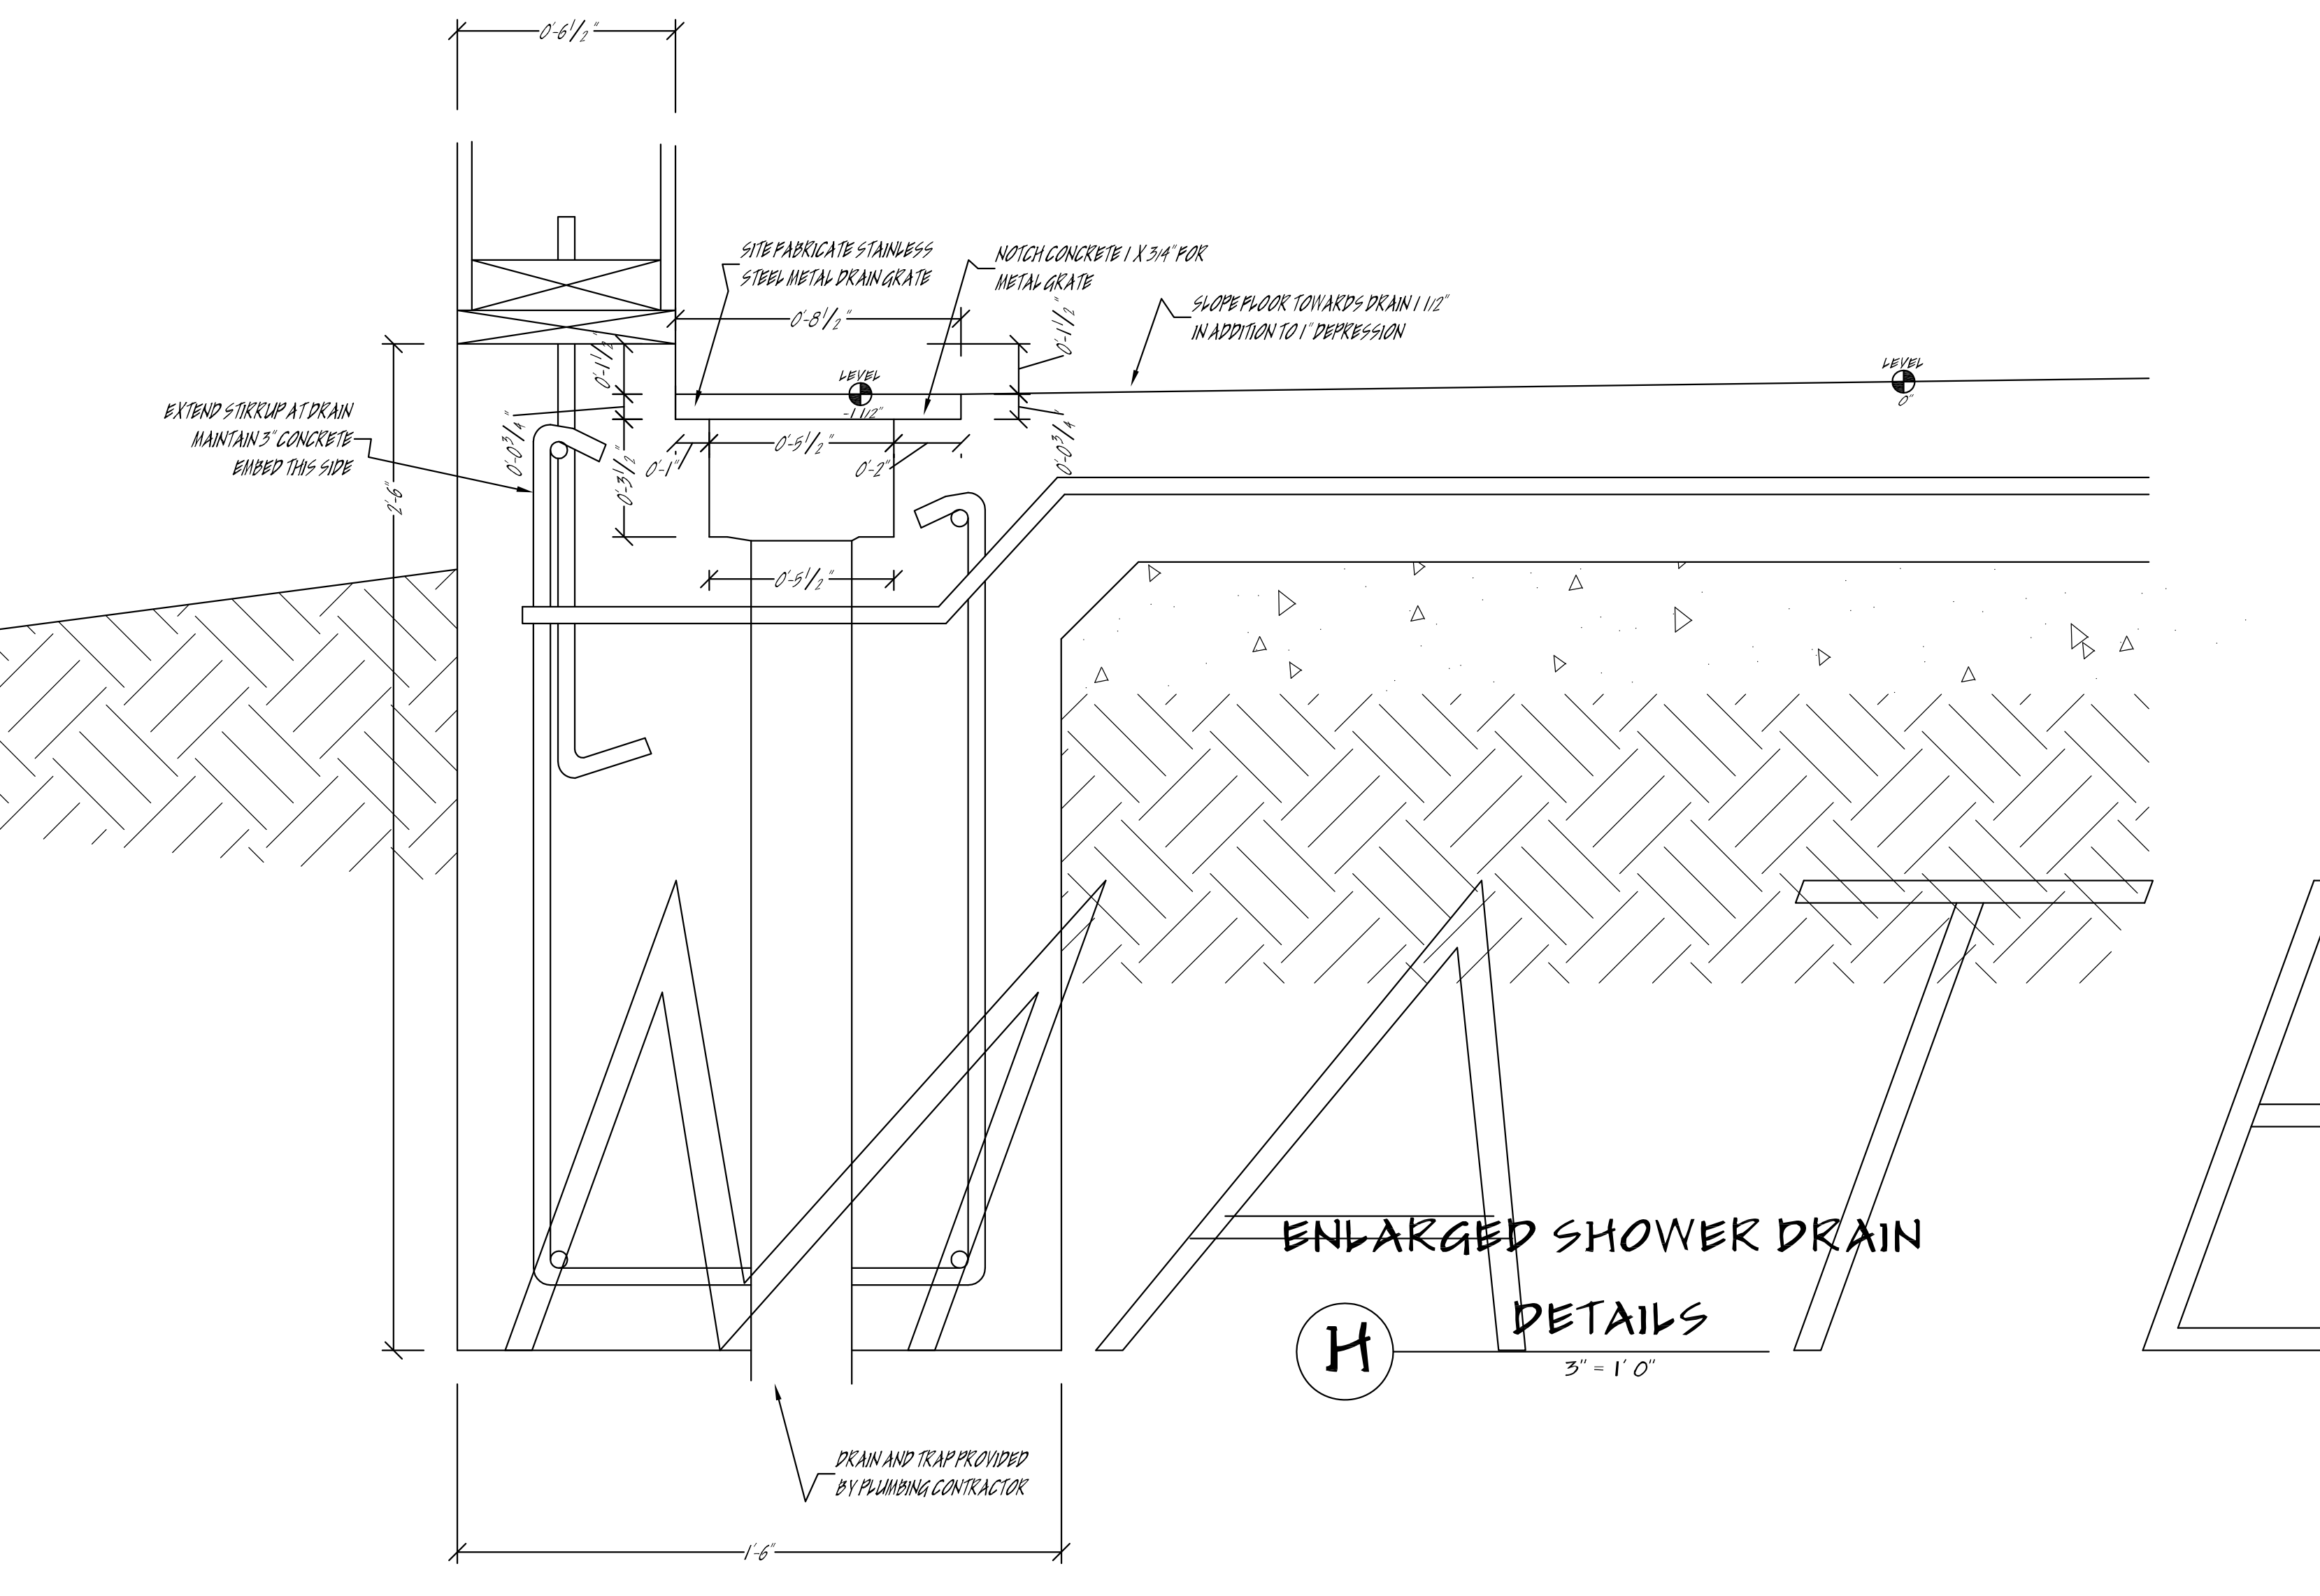 0'-6 1/2"
SITE FABRICATE STAINLESS
STEEL METAL DRAIN GRATE
NOTCH CONCRETE 1 X 3/4" FOR
METAL GRATE
SLOPE FLOOR TOWARDS DRAIN 1 1/2"
IN ADDITION TO 1" DEPRESSION
0'-8 1/2"
0'-1 1/2"
0'-1 1/2"
LEVEL
-1 1/2"
LEVEL
0"
EXTEND STIRRUP AT DRAIN
MAINTAIN 3" CONCRETE
EMBED THIS SIDE
0'-0 3/4"
0'-3 1/2"
0'-1"
0'-5 1/2"
0'-2"
0'-0 3/4"
2'-6"
0'-5 1/2"
ENLARGED SHOWER DRAIN
DETAILS
H
3" = 1' 0"
DRAIN AND TRAP PROVIDED
BY PLUMBING CONTRACTOR
1'-6"